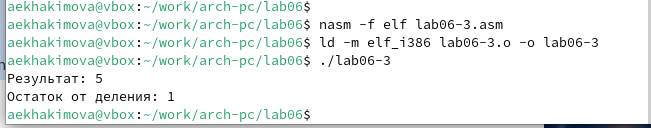 aekhakimova@vbox:~/work/arch-pc/lab06$
aekhakimova@vbox:~/work/arch-pc/lab06$ nasm -f elf lab06-3.asm
aekhakimova@vbox:~/work/arch-pc/lab06$ ld -m elf_i386 lab06-3.o -o lab06-3
aekhakimova@vbox:~/work/arch-pc/lab06$ ./lab06-3
Результат: 5
Остаток от деления: 1
aekhakimova@vbox:~/work/arch-pc/lab06$